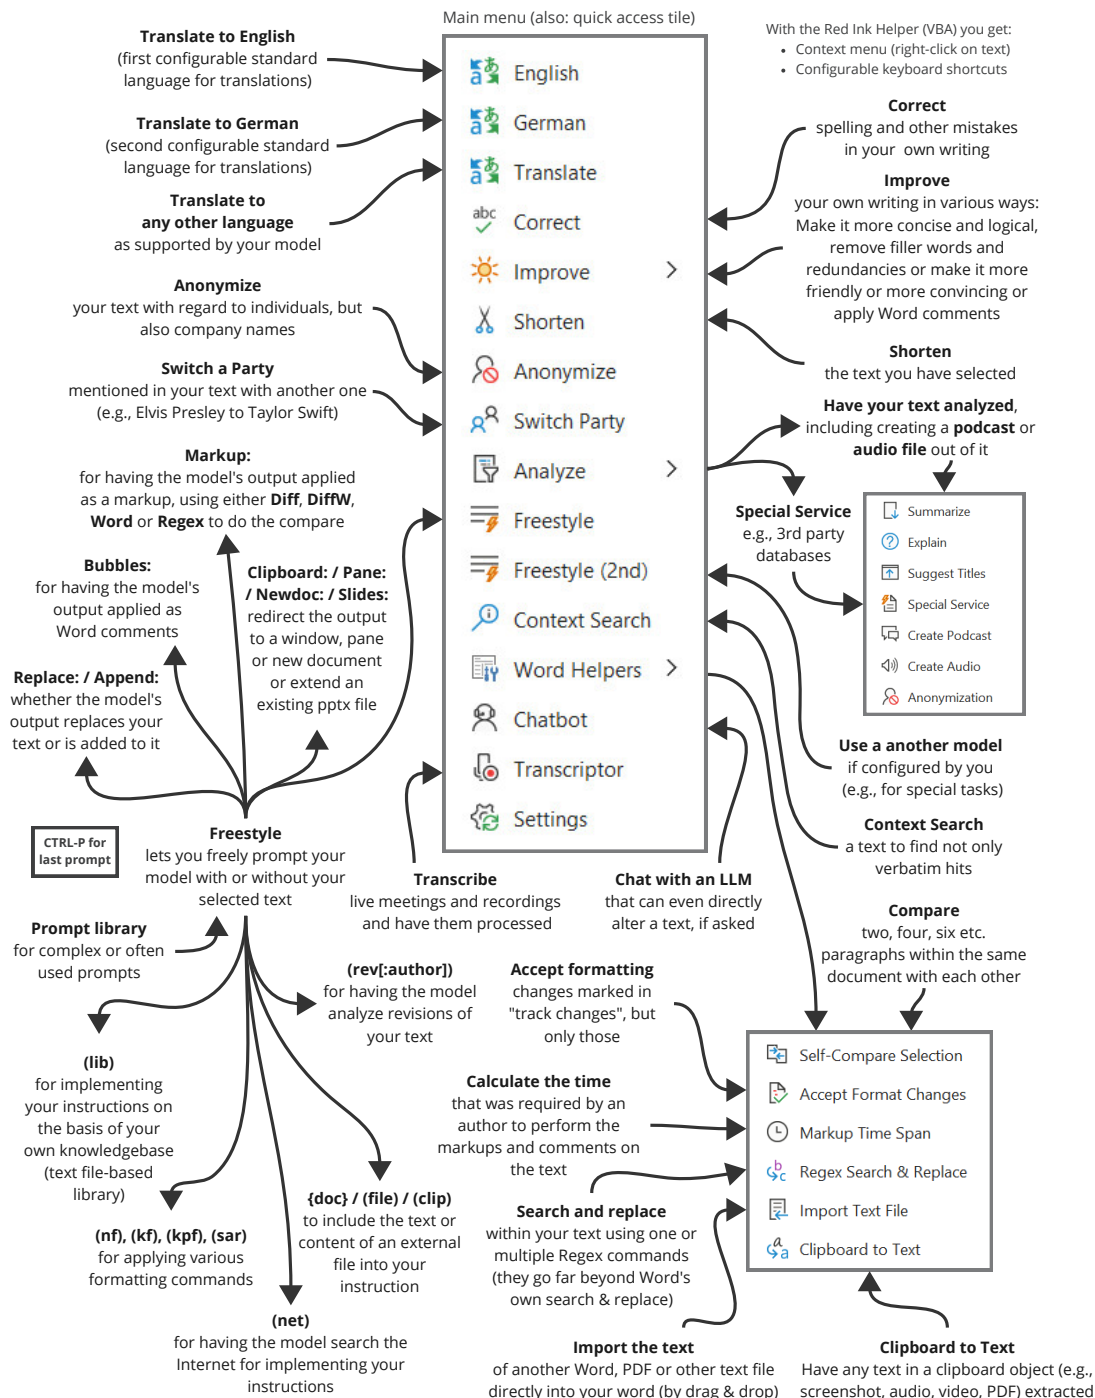 Main menu (also: quick access tile)
With the Red Ink Helper (VBA) you get:
• Context menu (right-click on text)
• Configurable keyboard shortcuts
Translate to English
(first configurable standard
language for translations)
Translate to German
(second configurable standard
language for translations)
Translate to
any other language
as supported by your model
Anonymize
your text with regard to individuals, but
also company names
Switch a Party
mentioned in your text with another one
(e.g., Elvis Presley to Taylor Swift)
Markup:
for having the model's output applied
as a markup, using either Diff, DiffW,
Word or Regex to do the compare
Bubbles:
for having the model's
output applied as
Word comments
Clipboard: / Pane:
/ Newdoc: / Slides:
redirect the output
to a window, pane
or new document
or extend an
existing pptx file
Replace: / Append:
whether the model's
output replaces your
text or is added to it
English
German
Translate
abc
Correct
Improve
Shorten
Anonymize
Switch Party
Analyze
Freestyle
Freestyle (2nd)
Context Search
Word Helpers
Chatbot
Transcriptor
Settings
Correct
spelling and other mistakes
in your own writing
Improve
your own writing in various ways:
Make it more concise and logical,
remove filler words and
redundancies or make it more
friendly or more convincing or
apply Word comments
Shorten
the text you have selected
Have your text analyzed,
including creating a podcast or
audio file out of it
Special Service
e.g., 3rd party
databases
Summarize
Explain
Suggest Titles
Special Service
Create Podcast
Create Audio
Anonymization
Use a another model
if configured by you
(e.g., for special tasks)
Context Search
a text to find not only
verbatim hits
Compare
two, four, six etc.
paragraphs within the same
document with each other
CTRL-P for
last prompt
Freestyle
lets you freely prompt your
model with or without your
selected text
Transcribe
live meetings and recordings
and have them processed
Chat with an LLM
that can even directly
alter a text, if asked
Prompt library
for complex or often
used prompts
(rev[:author])
for having the model
analyze revisions of
your text
Accept formatting
changes marked in
"track changes", but
only those
(lib)
for implementing
your instructions on
the basis of your
own knowledgebase
(text file-based
library)
Calculate the time
that was required by an
author to perform the
markups and comments on
the text
Self-Compare Selection
Accept Format Changes
Markup Time Span
Regex Search & Replace
Import Text File
Clipboard to Text
(nf), (kf), (kpf), (sar)
for applying various
formatting commands
{doc} / (file) / (clip)
to include the text or
content of an external
file into your
instruction
Search and replace
within your text using one or
multiple Regex commands
(they go far beyond Word's
own search & replace)
(net)
for having the model search the
Internet for implementing your
instructions
Import the text
of another Word, PDF or other text file
directly into your word (by drag & drop)
Clipboard to Text
Have any text in a clipboard object (e.g.,
screenshot, audio, video, PDF) extracted